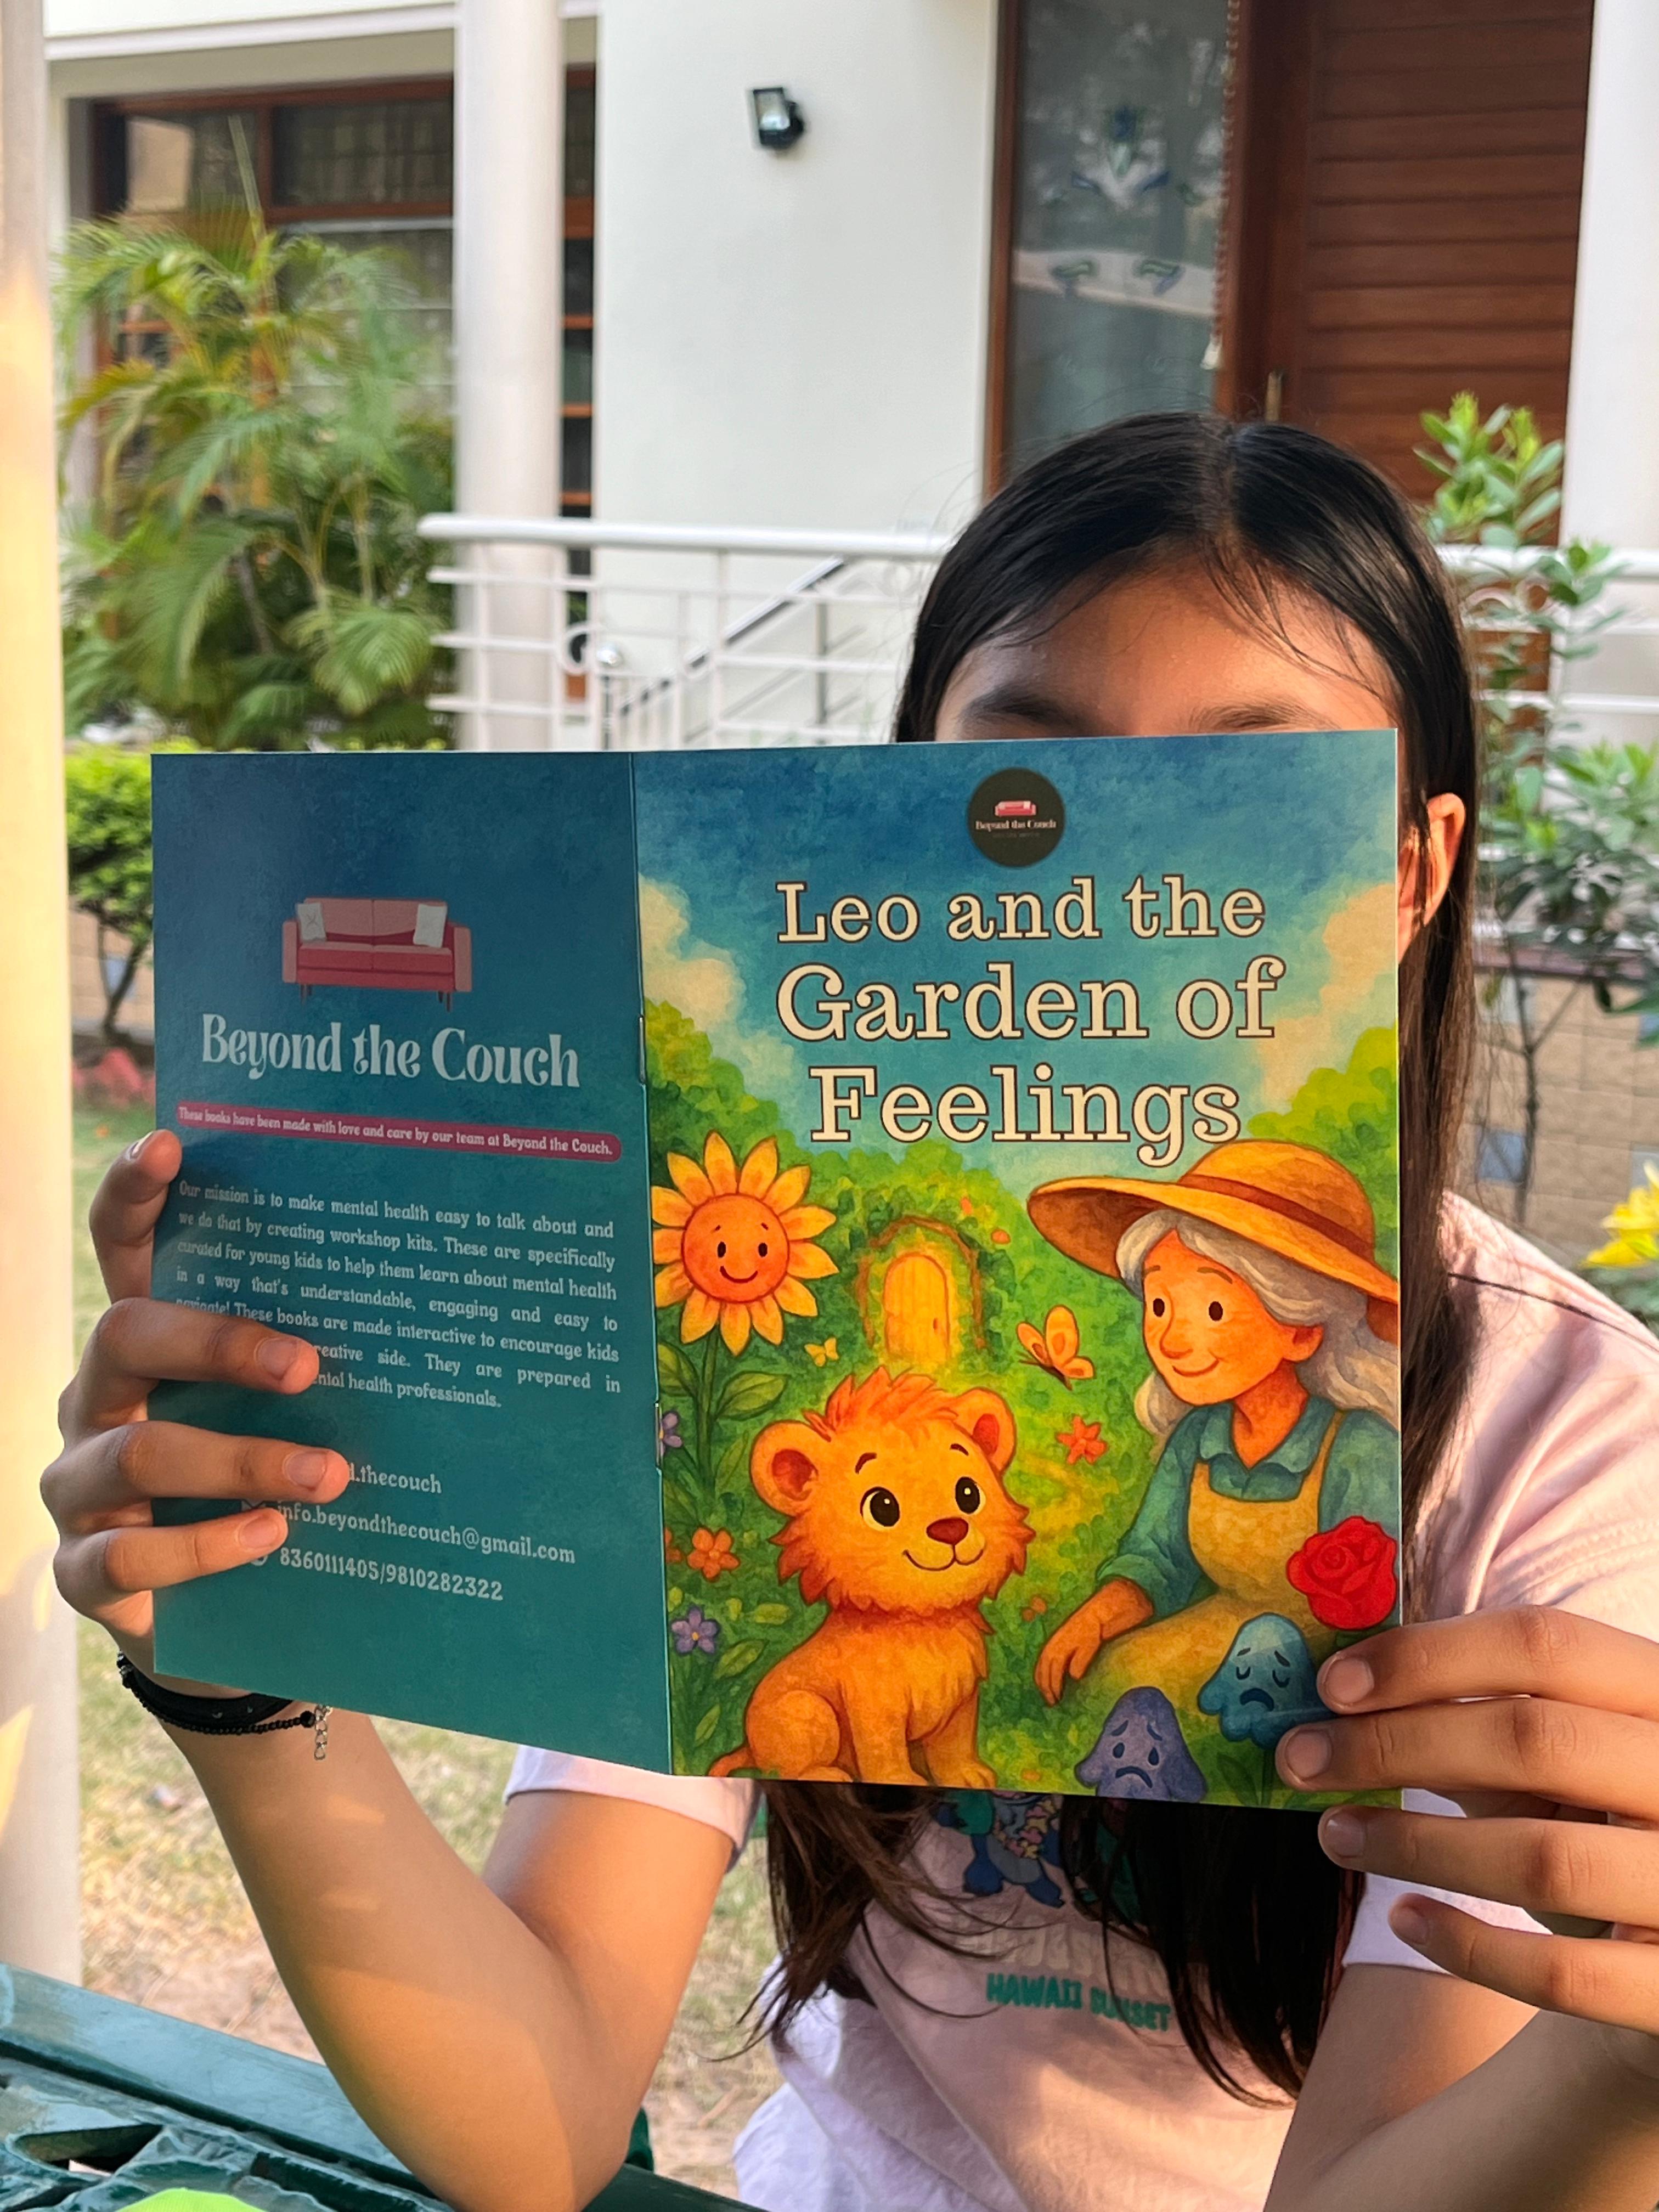 Beyond the Couch
These books have been made with love and care by our team at Beyond the Couch.
Our mission is to make mental health easy to talk about and
we do that by creating workshop kits. These are specifically
curated for young kids to help them learn about mental health
in a way that's understandable, engaging and easy to
navigate! These books are made interactive to encourage kids
creative side. They are prepared in
mental health professionals.
d.thecouch
info.beyondthecouch@gmail.com
8360111405/9810282322
Beyond the Couch
Leo and the
Garden of
Feelings
HAWAII SUNSET